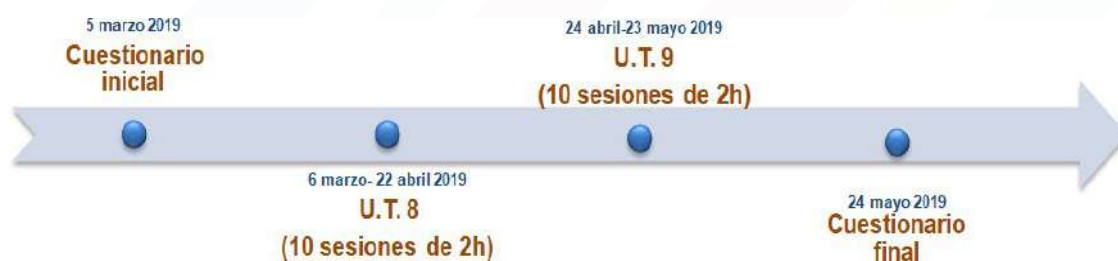 5 marzo 2019
Cuestionario
inicial
6 marzo- 22 abril 2019
U.T. 8
(10 sesiones de 2h)
24 abril-23 mayo 2019
U.T. 9
(10 sesiones de 2h)
24 mayo 2019
Cuestionario
final